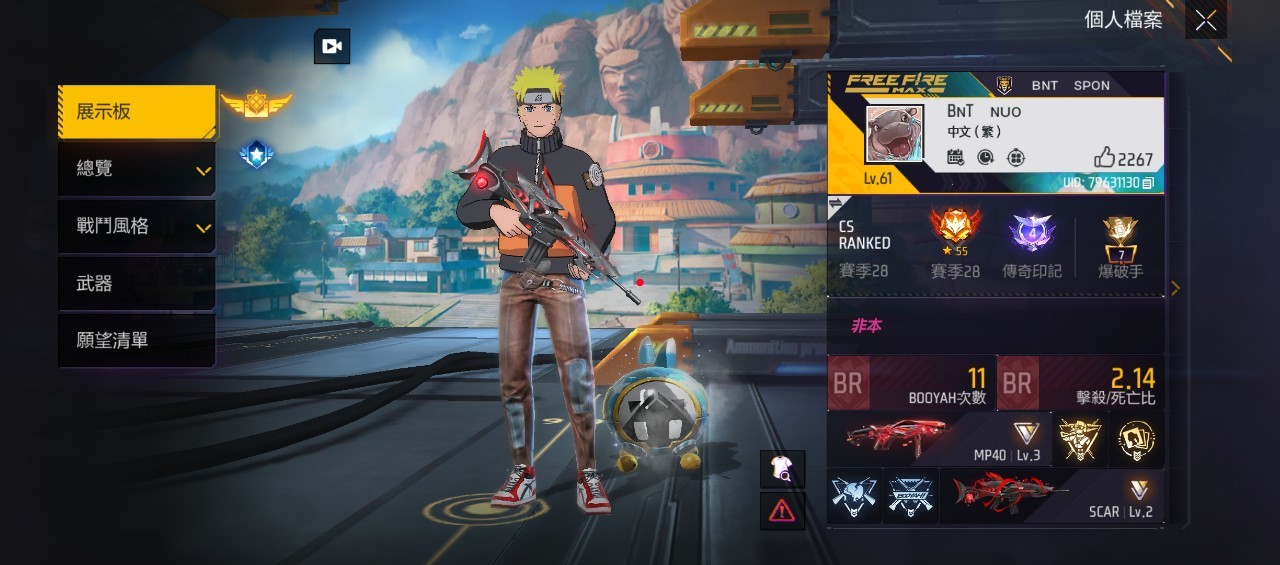 個人檔案
展示板
總覽
戰鬥風格
武器
願望清單
FREE FIRE
MAX
BNT SPON
BNT NUO
中文(繁)
2267
Lv.61
UID: 79631130
CS
RANKED
賽季28
55
賽季28
4
傳奇印記
7
爆破手
非本
BR
11
BOOYAH次數
BR
2.14
擊殺/死亡比
MP40 Lv.3
BOOYAH!
SCAR Lv.2